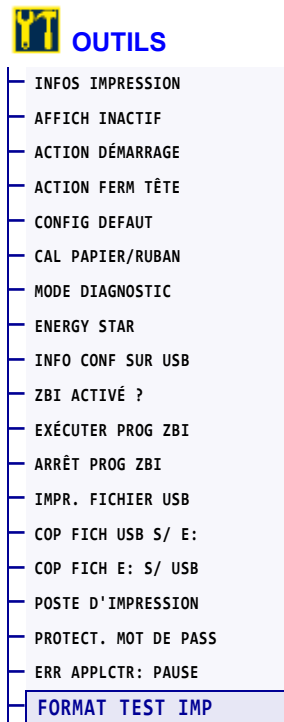 OUTILS
INFOS IMPRESSION
AFFICH INACTIF
ACTION DÉMARRAGE
ACTION FERM TÊTE
CONFIG DEFAUT
CAL PAPIER/RUBAN
MODE DIAGNOSTIC
ENERGY STAR
INFO CONF SUR USB
ZBI ACTIVÉ ?
EXÉCUTER PROG ZBI
ARRÊT PROG ZBI
IMPR. FICHIER USB
COP FICH USB S/ E:
COP FICH E: S/ USB
POSTE D'IMPRESSION
PROTECT. MOT DE PASS
ERR APPLCTR: PAUSE
FORMAT TEST IMP